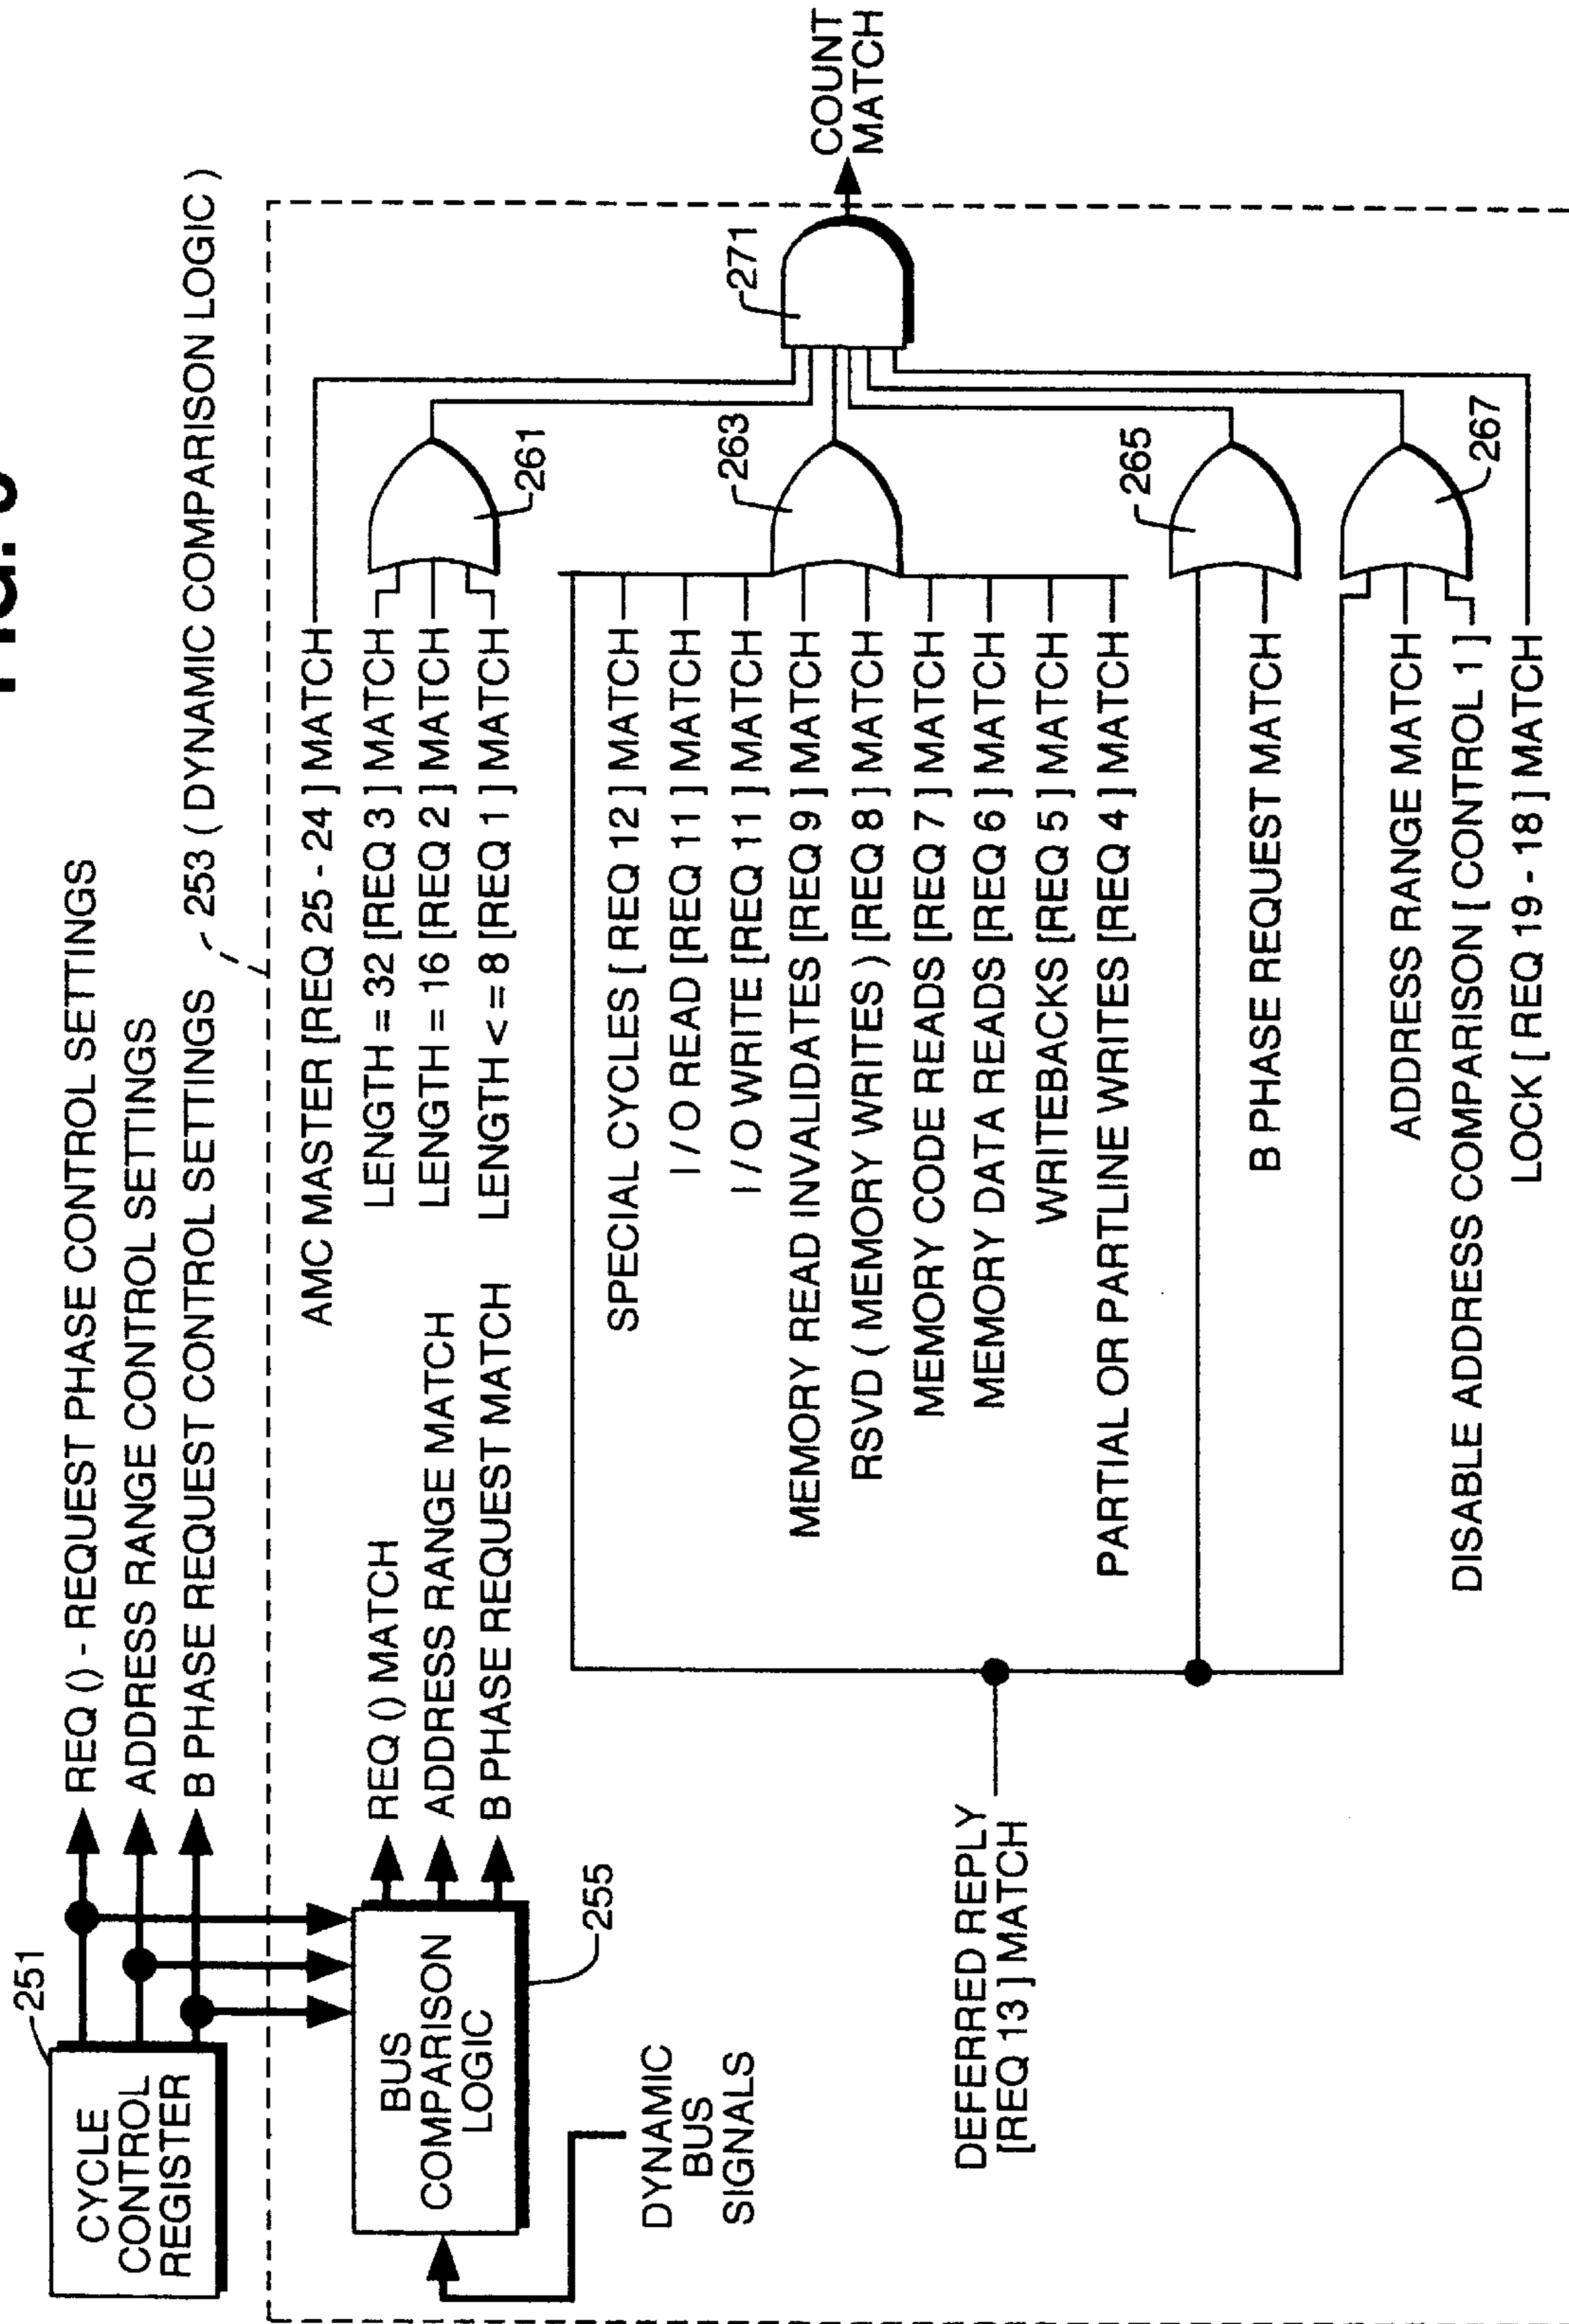 251
CYCLE
CONTROL
REGISTER
REQ () - REQUEST PHASE CONTROL SETTINGS
ADDRESS RANGE CONTROL SETTINGS
B PHASE REQUEST CONTROL SETTINGS
253 ( DYNAMIC COMPARISON LOGIC )
BUS
COMPARISON
LOGIC
255
REQ () MATCH
ADDRESS RANGE MATCH
B PHASE REQUEST MATCH
DYNAMIC
BUS
SIGNALS
AMC MASTER [REQ 25 - 24 ] MATCH
LENGTH = 32 [REQ 3 ] MATCH
LENGTH = 16 [REQ 2 ] MATCH
LENGTH < = 8 [REQ 1 ] MATCH
261
SPECIAL CYCLES [ REQ 12 ] MATCH
I / O READ [REQ 11 ] MATCH
I / O WRITE [REQ 11 ] MATCH
MEMORY READ INVALIDATES [REQ 9 ] MATCH
RSVD ( MEMORY WRITES ) [REQ 8 ] MATCH
MEMORY CODE READS [REQ 7 ] MATCH
MEMORY DATA READS [REQ 6 ] MATCH
WRITEBACKS [REQ 5 ] MATCH
PARTIAL OR PARTLINE WRITES [REQ 4 ] MATCH
263
DEFERRED REPLY
[REQ 13 ] MATCH
B PHASE REQUEST MATCH
265
ADDRESS RANGE MATCH
DISABLE ADDRESS COMPARISON [ CONTROL 1 ]
267
LOCK [ REQ 19 - 18 ] MATCH
271
COUNT
MATCH